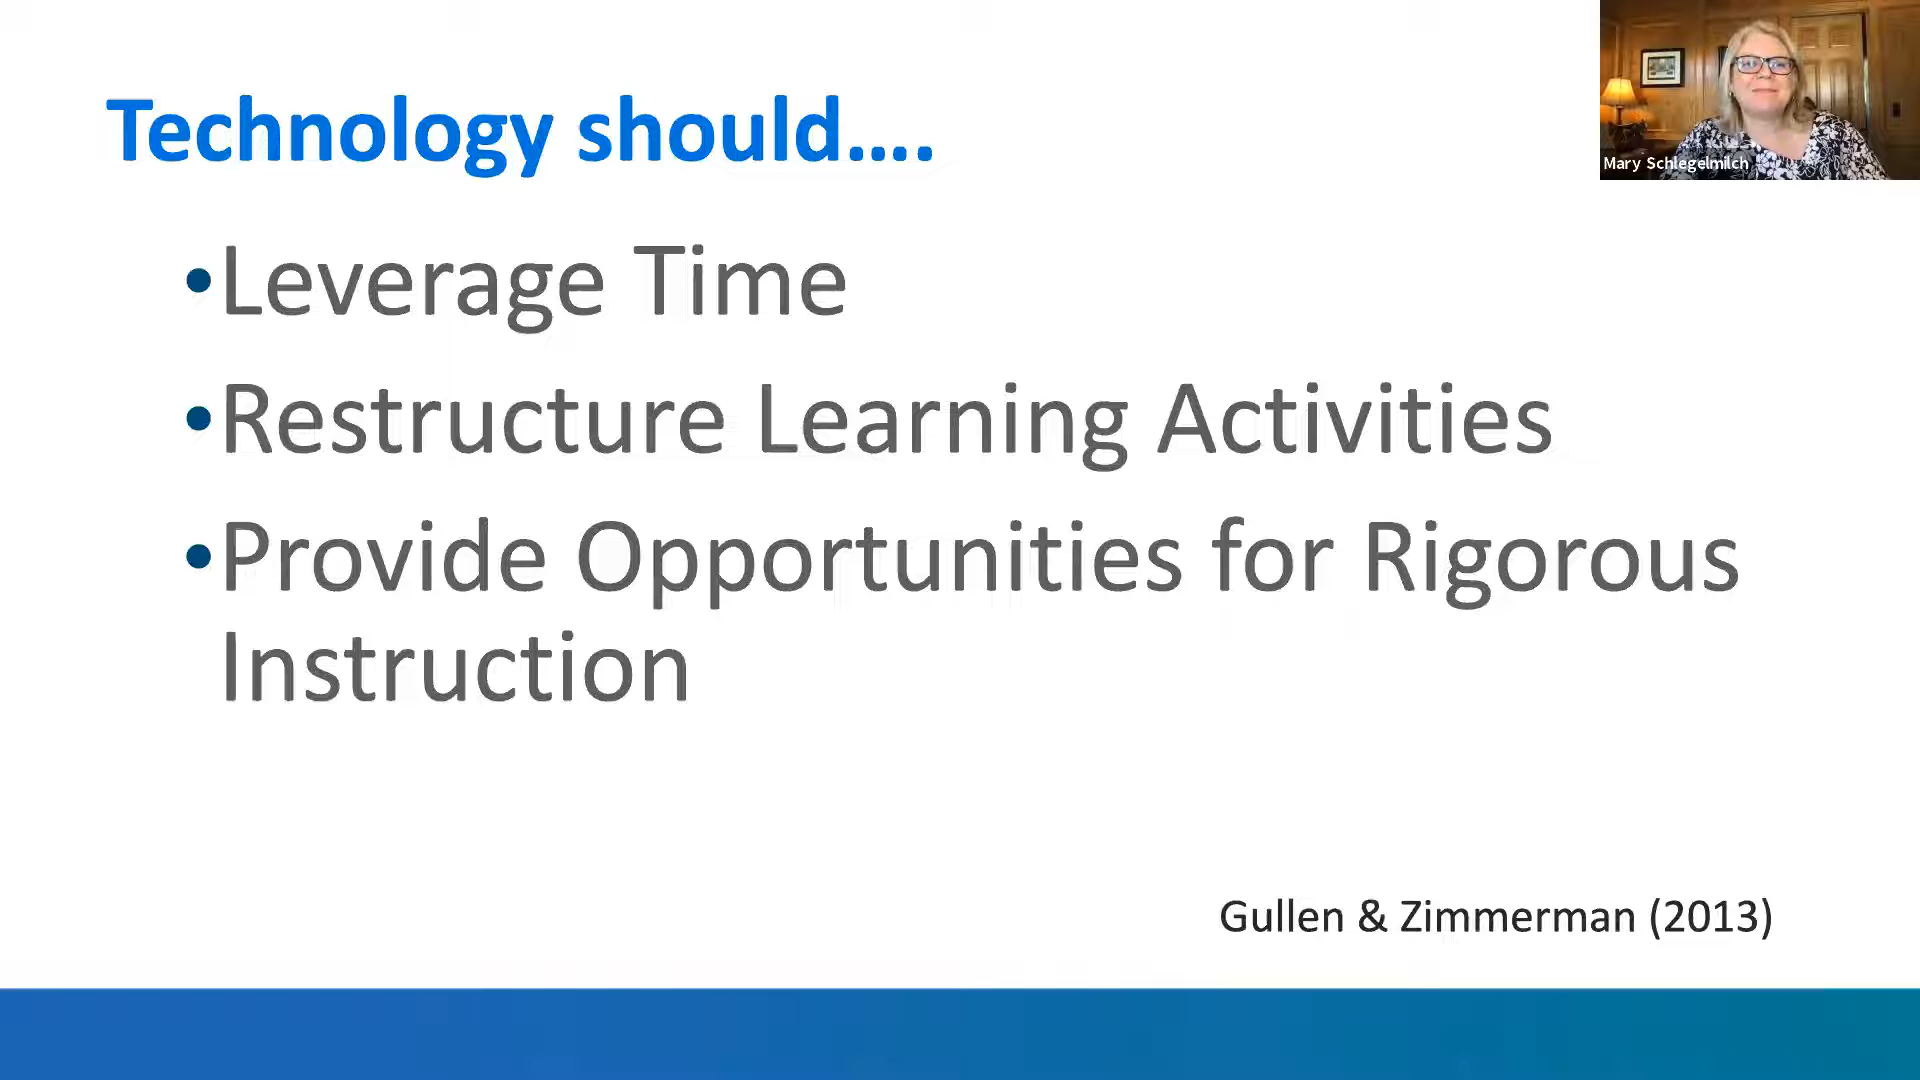 Technology should....
Mary Schlegelmilch
•Leverage Time
•Restructure Learning Activities
•Provide Opportunities for Rigorous
Instruction
Gullen & Zimmerman (2013)